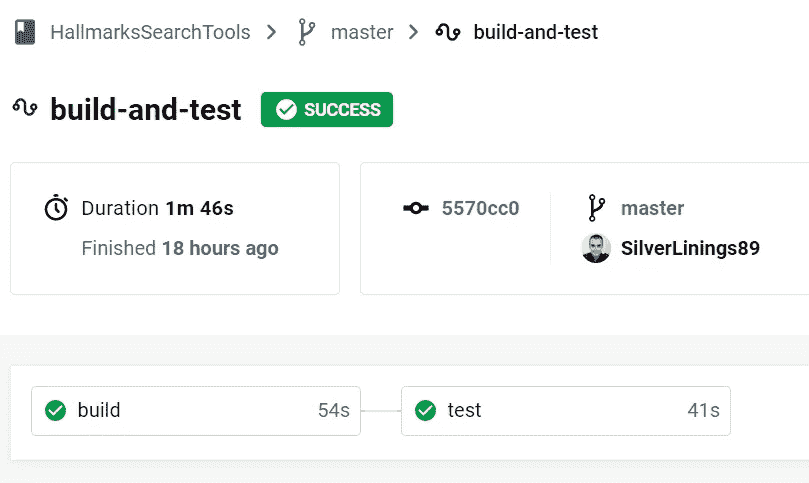 HallmarksSearchTools > master > build-and-test
build-and-test SUCCESS
Duration 1m 46s
Finished 18 hours ago
5570cc0
master
SilverLinings89
build 54s
test 41s